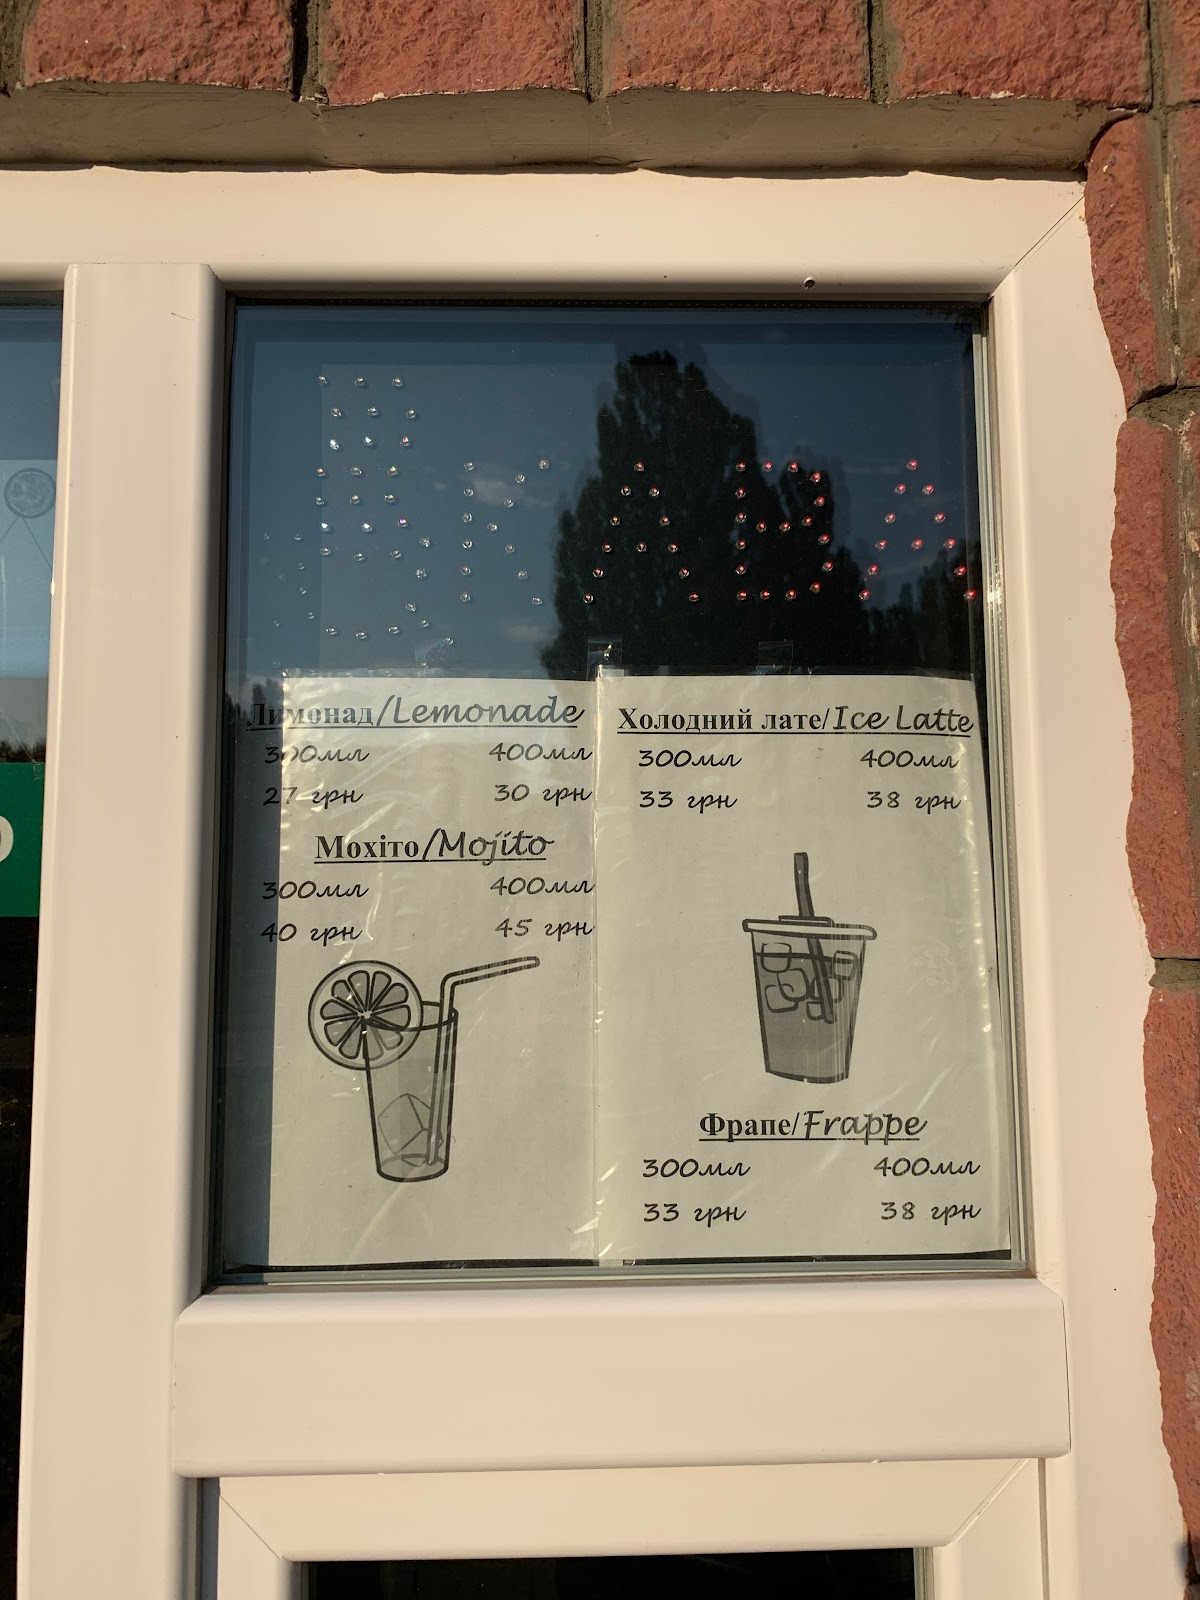 КАВА
Лимонад/Lemonade
300мл 400мл
27 грн 30 грн
Мохіто/Mojito
300мл 400мл
40 грн 45 грн
Холодний лате/Ice Latte
300мл 400мл
33 грн 38 грн
Фрапе/Frappe
300мл 400мл
33 грн 38 грн